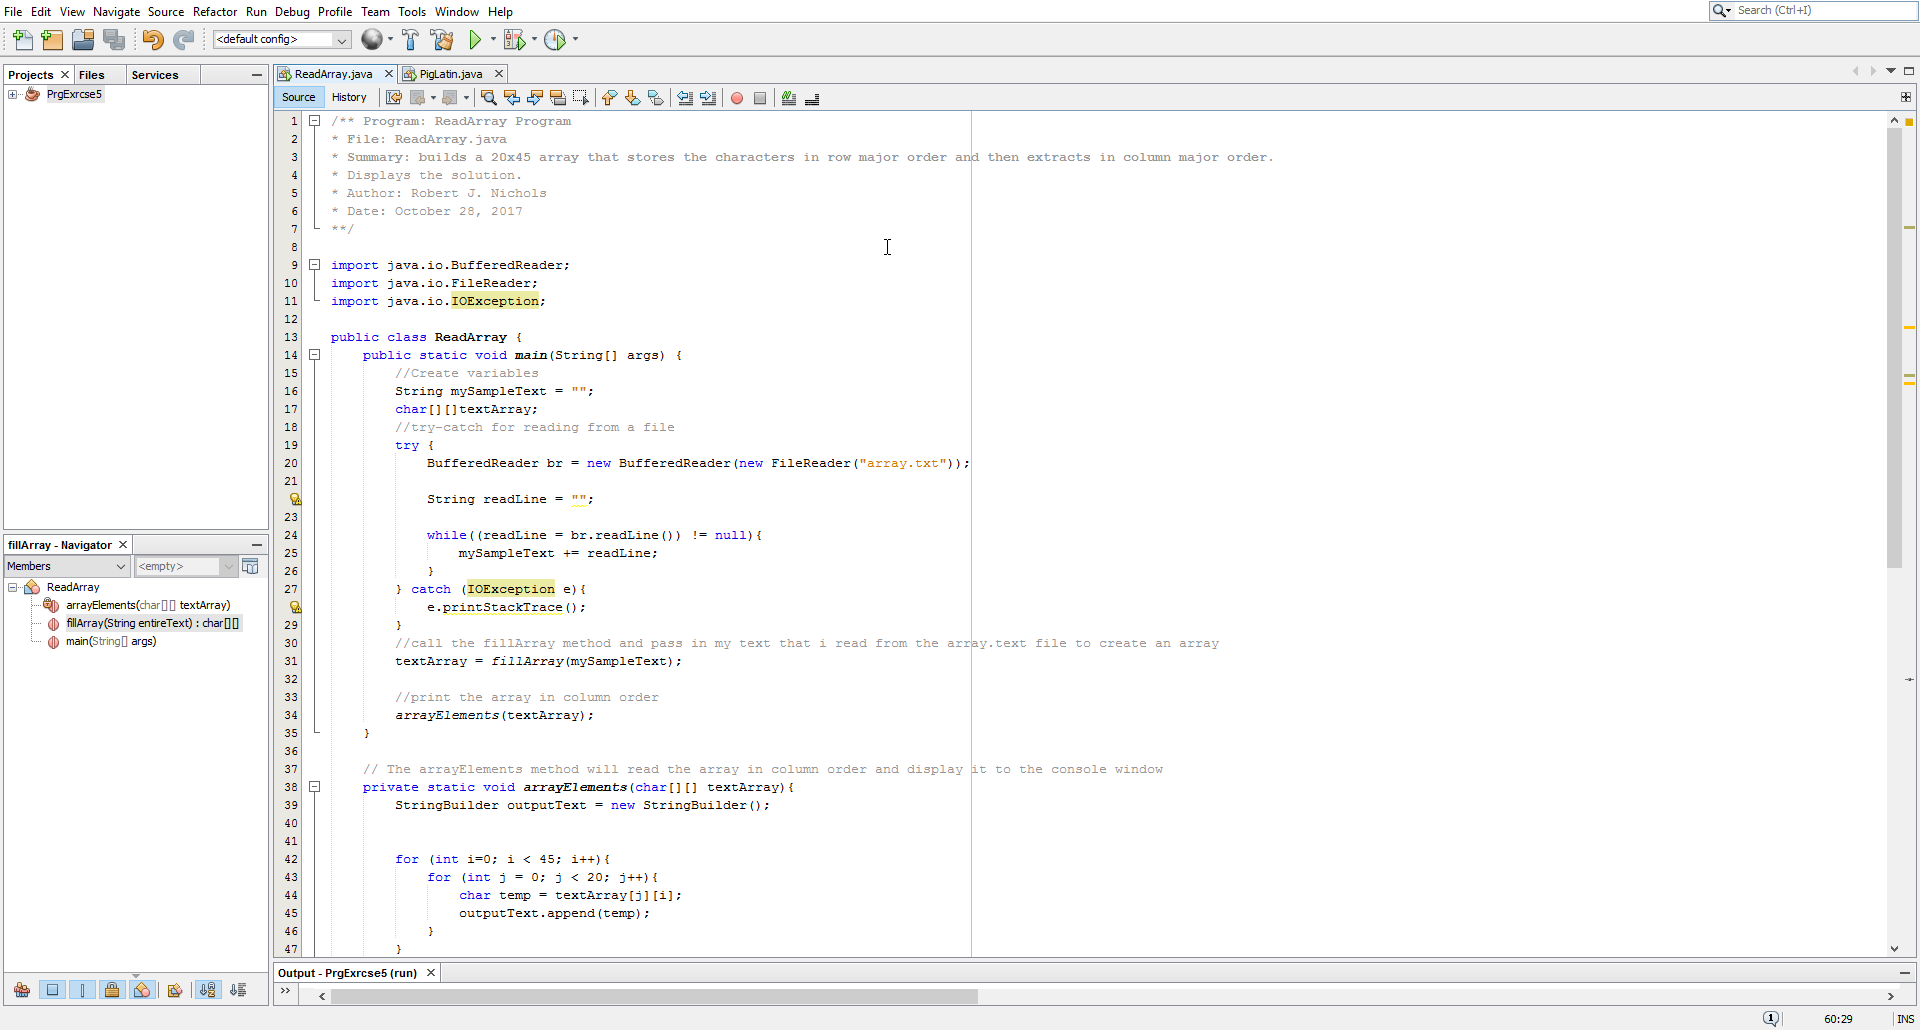 File Edit View Navigate Source Refactor Run Debug Profile Team Tools Window Help
Search (Ctrl+I)
<default config>
Projects Files Services
PrgExrcse5
ReadArray.java PigLatin.java
Source History
1 /** Program: ReadArray Program
2 * File: ReadArray.java
3 * Summary: builds a 20x45 array that stores the characters in row major order and then extracts in column major order.
4 * Displays the solution.
5 * Author: Robert J. Nichols
6 * Date: October 28, 2017
7 **/
8
9 import java.io.BufferedReader;
10 import java.io.FileReader;
11 import java.io.IOException;
12
13 public class ReadArray {
14 public static void main(String[] args) {
15 //Create variables
16 String mySampleText = "";
17 char[][]textArray;
18 //try-catch for reading from a file
19 try {
20 BufferedReader br = new BufferedReader(new FileReader("array.txt"));
21
String readLine = "";
23
24 while((readLine = br.readLine()) != null){
25 mySampleText += readLine;
26 }
27 } catch (IOException e){
e.printStackTrace();
29 }
30 //call the fillArray method and pass in my text that i read from the array.text file to create an array
31 textArray = fillArray(mySampleText);
32
33 //print the array in column order
34 arrayElements(textArray);
35 }
36
37 // The arrayElements method will read the array in column order and display it to the console window
38 private static void arrayElements(char[][] textArray){
39 StringBuilder outputText = new StringBuilder();
40
41
42 for (int i=0; i < 45; i++){
43 for (int j = 0; j < 20; j++){
44 char temp = textArray[j][i];
45 outputText.append(temp);
46 }
47 }
fillArray - Navigator
Members <empty>
ReadArray
arrayElements(char[][] textArray)
fillArray(String entireText) : char[][]
main(String[] args)
Output - PrgExrcse5 (run)
60:29 INS